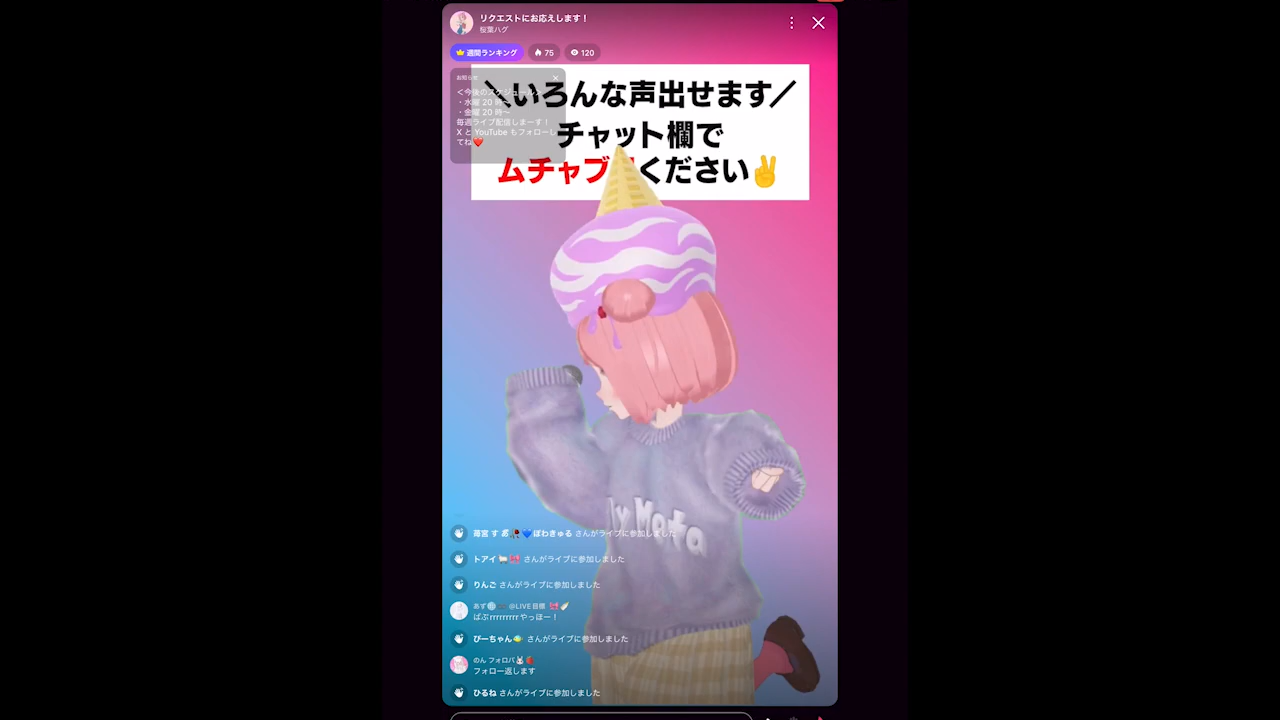 リクエストにお応えします！
桜葉ハグ
週間ランキング
75
120
お知らせ
＜今後のスケジュール＞
・水曜 20 時〜
・金曜 20 時〜
毎週ライブ配信しまーす！
X と YouTube もフォローし
てね❤️
＼いろんな声出せます／
チャット欄で
ムチャブ
ください✌️
さんがライブに参加しました
トアイ さんがライブに参加しました
りんご さんがライブに参加しました
あず @LIVE目標
ばぶrrrrrrrrrやっほー！
ぴーちゃん さんがライブに参加しました
のん フォロバ
フォロー返します
ひるね さんがライブに参加しました